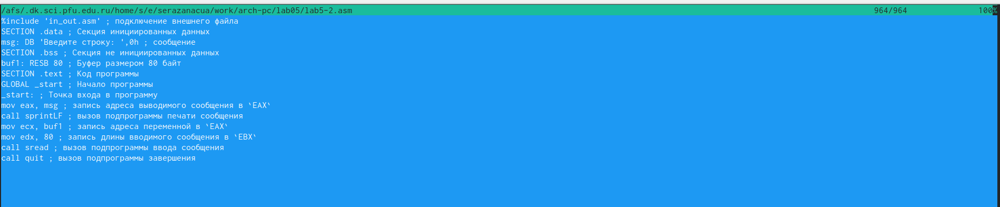 /afs/.dk.sci.pfu.edu.ru/home/s/e/serazanacua/work/arch-pc/lab05/lab5-2.asm 964/964 100%
%include 'in_out.asm' ; подключение внешнего файла
SECTION .data ; Секция инициированных данных
msg: DB 'Введите строку: ',0h ; сообщение
SECTION .bss ; Секция не инициированных данных
buf1: RESB 80 ; Буфер размером 80 байт
SECTION .text ; Код программы
GLOBAL _start ; Начало программы
_start: ; Точка входа в программу
mov eax, msg ; запись адреса выводимого сообщения в `EAX`
call sprintLF ; вызов подпрограммы печати сообщения
mov ecx, buf1 ; запись адреса переменной в `EAX`
mov edx, 80 ; запись длины вводимого сообщения в `EBX`
call sread ; вызов подпрограммы ввода сообщения
call quit ; вызов подпрограммы завершения